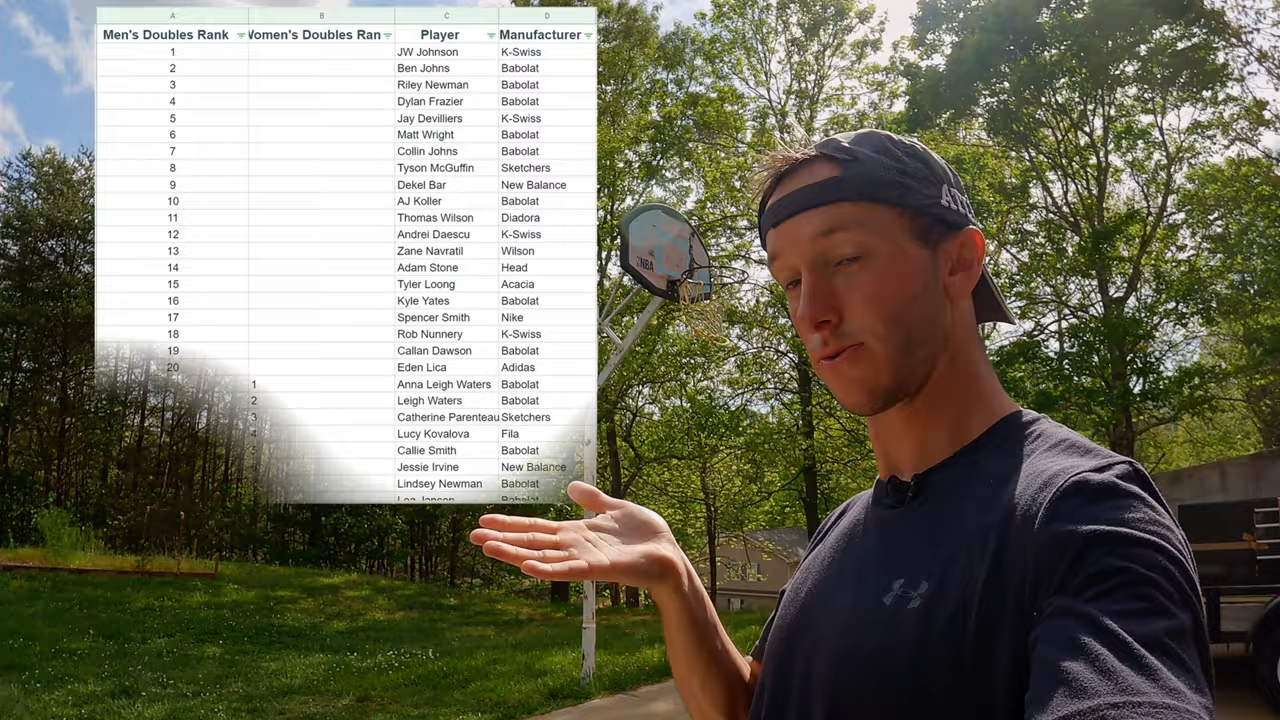 A B C D
Men's Doubles Rank Women's Doubles Ran Player Manufacturer
1 JW Johnson K-Swiss
2 Ben Johns Babolat
3 Riley Newman Babolat
4 Dylan Frazier Babolat
5 Jay Devilliers K-Swiss
6 Matt Wright Babolat
7 Collin Johns Babolat
8 Tyson McGuffin Sketchers
9 Dekel Bar New Balance
10 AJ Koller Babolat
11 Thomas Wilson Diadora
12 Andrei Daescu K-Swiss
13 Zane Navratil Wilson
14 Adam Stone Head
15 Tyler Loong Acacia
16 Kyle Yates Babolat
17 Spencer Smith Nike
18 Rob Nunnery K-Swiss
19 Callan Dawson Babolat
20 Eden Lica Adidas
1 Anna Leigh Waters Babolat
2 Leigh Waters Babolat
3 Catherine Parenteau Sketchers
4 Lucy Kovalova Fila
Callie Smith Babolat
Jessie Irvine New Balance
Lindsey Newman Babolat
Lea Jansen Babolat
NBA